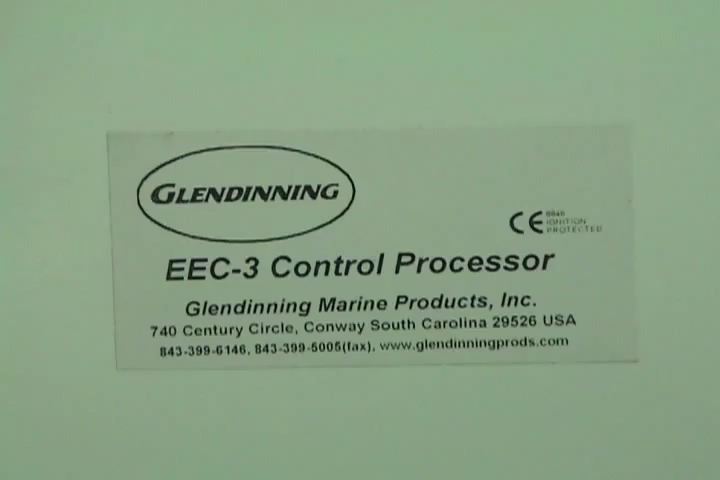 GLENDINNING
CE
IGNITION
PROTECTED
EEC-3 Control Processor
Glendinning Marine Products, Inc.
740 Century Circle, Conway South Carolina 29526 USA
843-399-6146, 843-399-5005(fax), www.glendinningprods.com